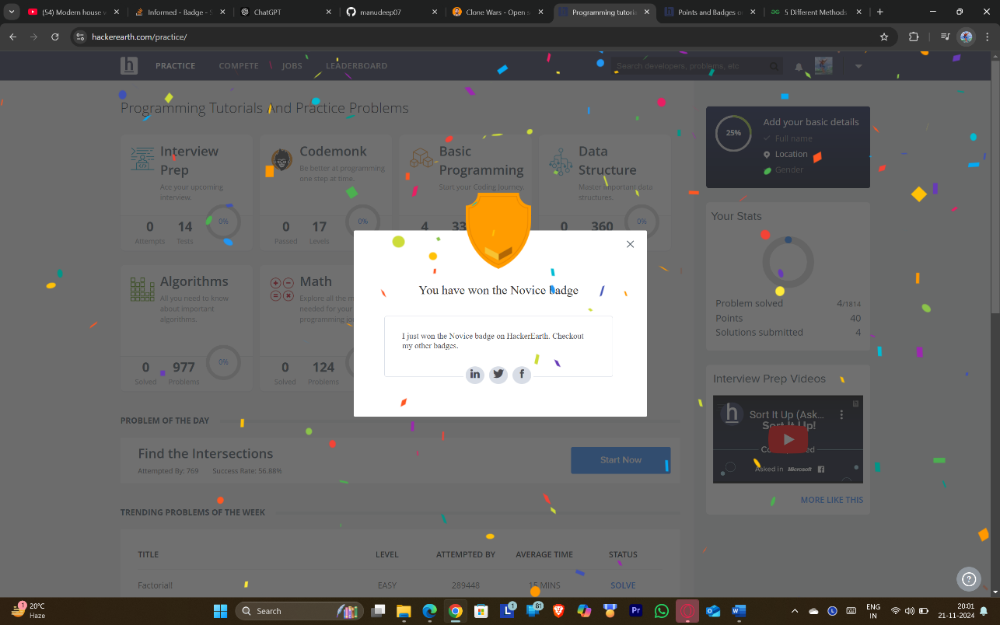 (54) Modern house w
Informed - Badge - S
ChatGPT
manudeep07
Clone Wars - Open s
Programming tutoria
Points and Badges o
5 Different Methods
hackerearth.com/practice/
h
PRACTICE
COMPETE
JOBS
LEADERBOARD
Search developers, problems, etc
Programming Tutorials And Practice Problems
Interview
Prep
Ace your upcoming
interview.
0
14
0%
Attempts
Tests
Codemonk
Be better at programming
one step at time.
0
17
0%
Passed
Levels
Basic
Programming
Start your Coding Journey.
4
33
Data
Structure
Master important data
structures.
0
360
0%
Algorithms
All you need to know
about important
algorithms.
0
977
0%
Solved
Problems
Math
Explore all the m
needed for your
programming jo
0
124
Solved
Problems
You have won the Novice badge
I just won the Novice badge on HackerEarth. Checkout
my other badges.
PROBLEM OF THE DAY
Find the Intersections
Attempted By: 769
Success Rate: 56.88%
Start Now
TRENDING PROBLEMS OF THE WEEK
TITLE
LEVEL
ATTEMPTED BY
AVERAGE TIME
STATUS
Factorial!
EASY
289448
15 MINS
SOLVE
25%
Add your basic details
Full name
Location
Gender
Your Stats
Problem solved
4/1814
Points
40
Solutions submitted
4
Interview Prep Videos
h
Sort It Up (Ask...
Sort It Up!
Asked in Microsoft
MORE LIKE THIS
1
20°C
Haze
Search
1
81
Pr
ENG
IN
20:01
21-11-2024